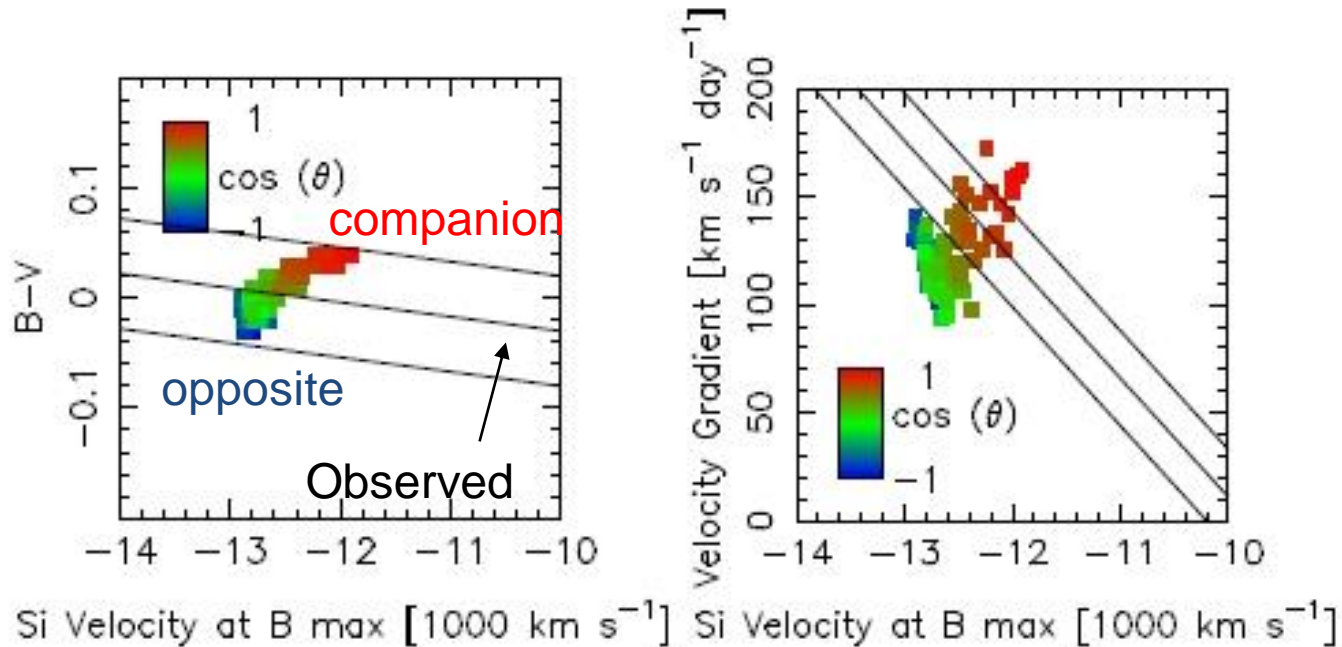 0.1
0
−0.1
B−V
1
cos (θ)
−1
companion
opposite
Observed
−14 −13 −12 −11 −10
Si Velocity at B max [1000 km s⁻¹]
Velocity Gradient [km s⁻¹ day⁻¹]
200
150
100
50
0
1
cos (θ)
−1
−14 −13 −12 −11 −10
Si Velocity at B max [1000 km s⁻¹]